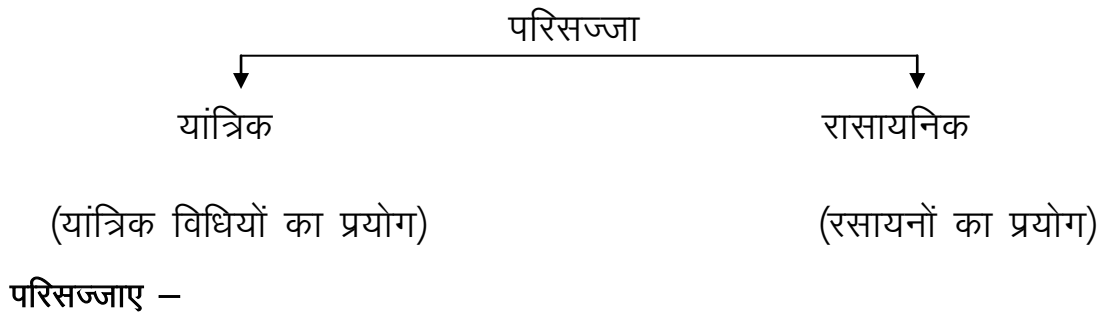 परिसज्जा
यांत्रिक रासायनिक
(यांत्रिक विधियों का प्रयोग) (रसायनों का प्रयोग)
परिसज्जाए –